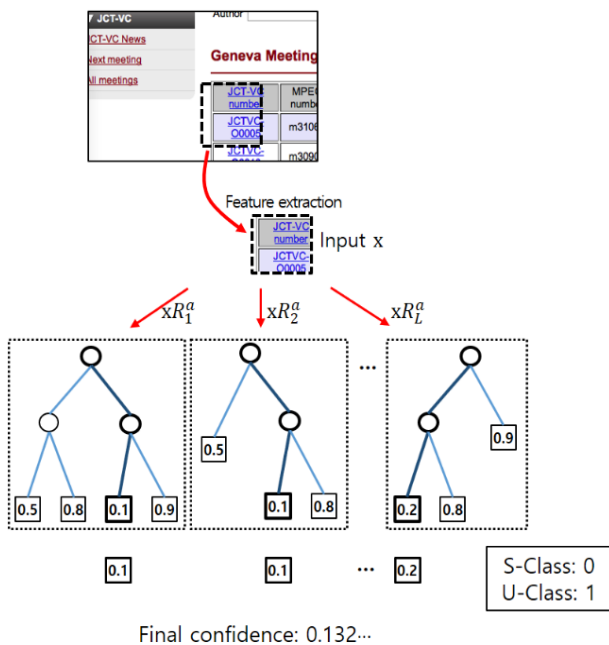 ▼ JCT-VC
Author
JCT-VC News
Next meeting
All meetings
Geneva Meeting
JCT-VC
number
MPEG
numbe
JCTVC-
O0005
m3106
JCTVC-
m3090
Feature extraction
JCT-VC
number
JCTVC-
O0005
Input x
xR₁ᵃ xR₂ᵃ xR_Lᵃ
...
0.5 0.9
0.5 0.8 0.1 0.9 0.1 0.8 0.2 0.8
0.1 0.1 ... 0.2
S-Class: 0
U-Class: 1
Final confidence: 0.132...